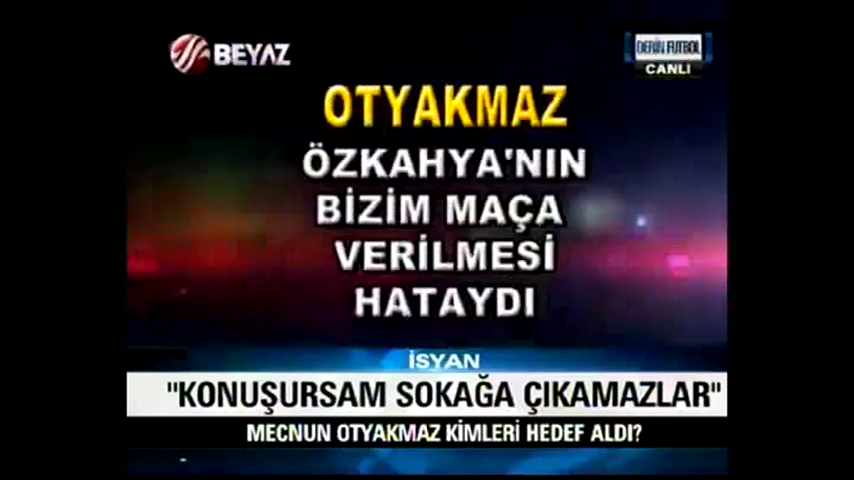 BEYAZ
DERİN FUTBOL
CANLI
OTYAKMAZ
ÖZKAHYA'NIN
BİZİM MAÇA
VERİLMESİ
HATAYDI
İSYAN
"KONUŞURSAM SOKAĞA ÇIKAMAZLAR"
MECNUN OTYAKMAZ KİMLERİ HEDEF ALDI?